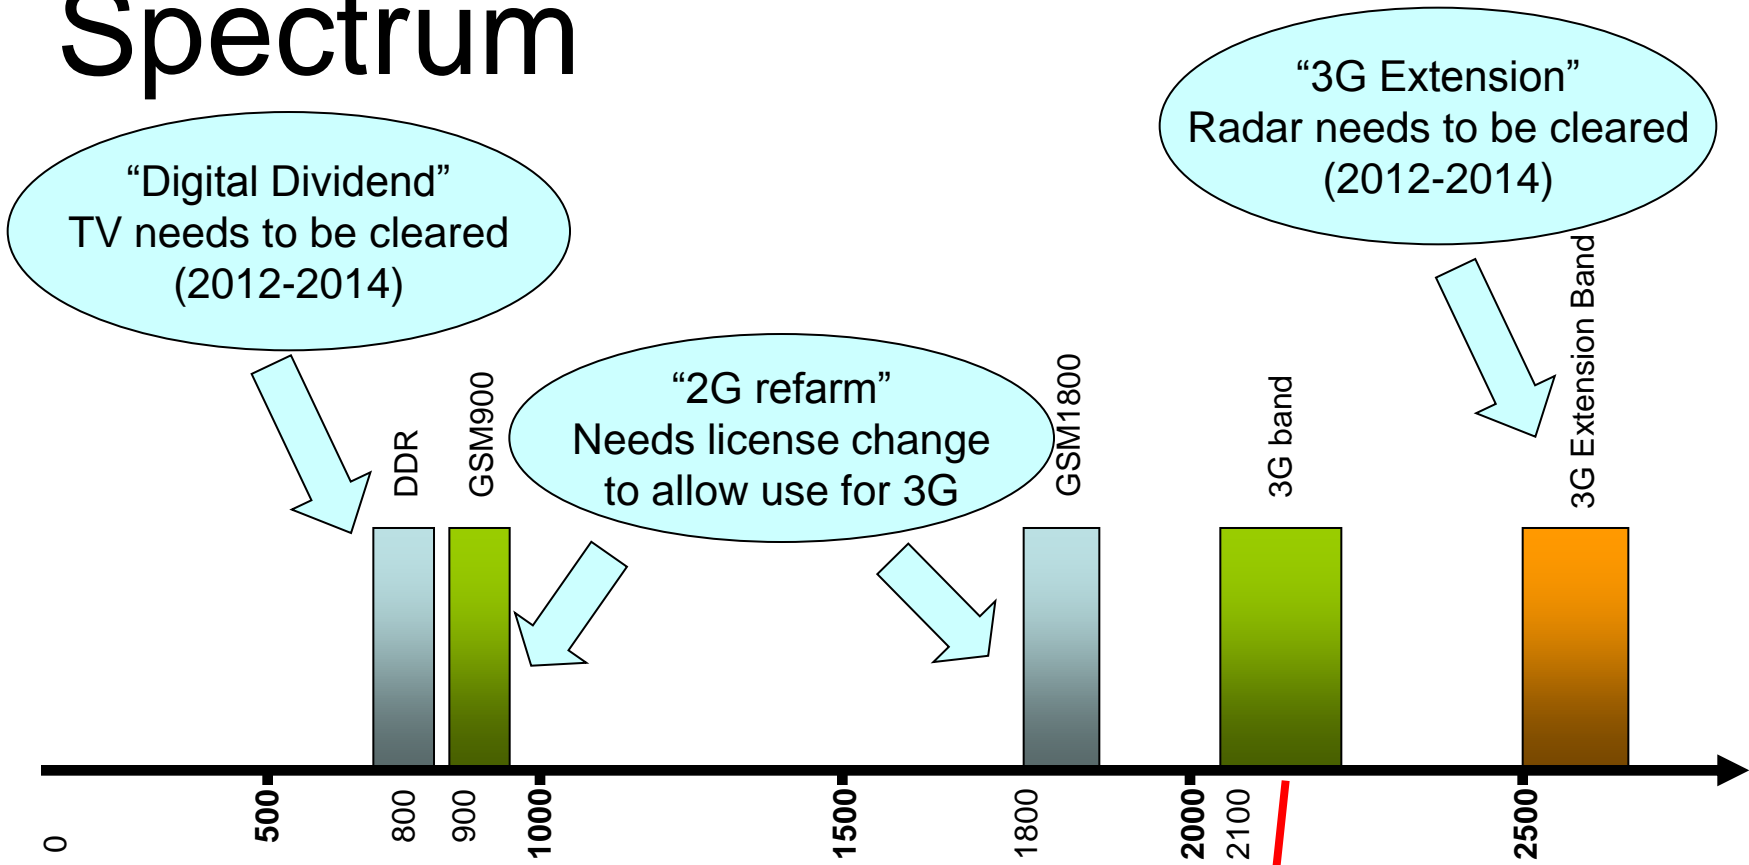 Spectrum
“3G Extension”
Radar needs to be cleared
(2012-2014)
“Digital Dividend”
TV needs to be cleared
(2012-2014)
“2G refarm”
Needs license change
to allow use for 3G
DDR
GSM900
GSM1800
3G band
3G Extension Band
0
500
800
900
1000
1500
1800
2000
2100
2500